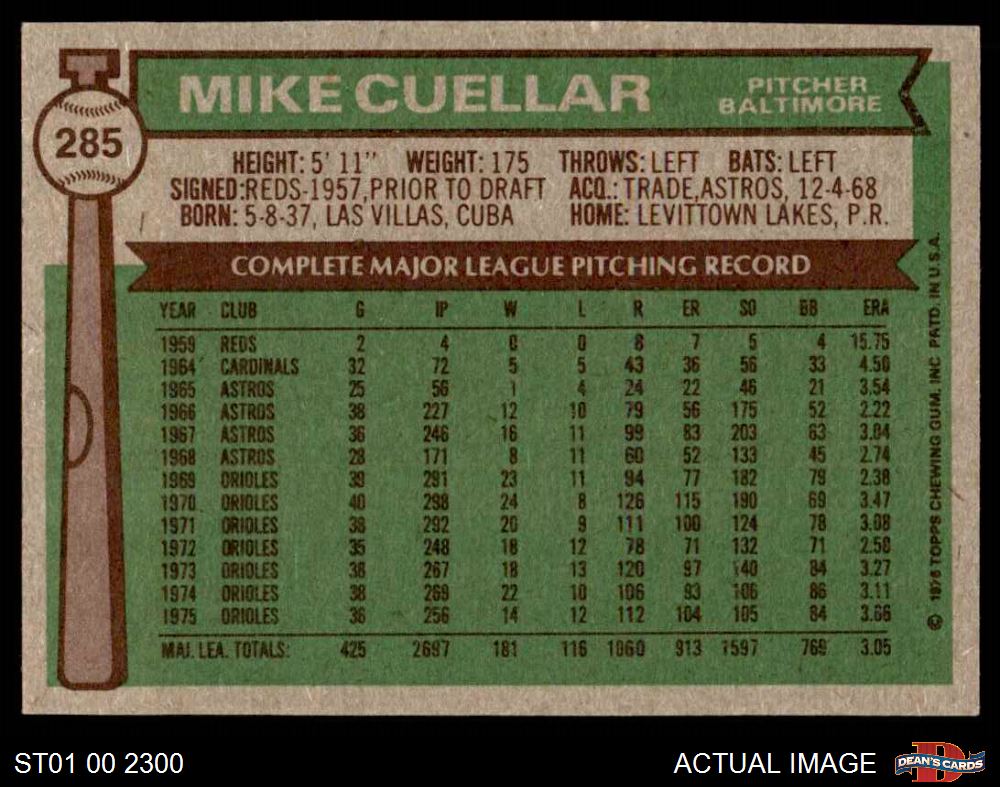 285
MIKE CUELLAR
PITCHER
BALTIMORE
HEIGHT: 5' 11" WEIGHT: 175 THROWS: LEFT BATS: LEFT
SIGNED: REDS-1957, PRIOR TO DRAFT ACQ.: TRADE, ASTROS, 12-4-68
BORN: 5-8-37, LAS VILLAS, CUBA HOME: LEVITTOWN LAKES, P.R.
COMPLETE MAJOR LEAGUE PITCHING RECORD
YEAR CLUB G IP W L R ER SO BB ERA
1959 REDS 2 4 0 0 8 7 5 4 15.75
1964 CARDINALS 32 72 5 5 43 36 56 33 4.50
1965 ASTROS 25 56 1 4 24 22 46 21 3.54
1966 ASTROS 38 227 12 10 79 56 175 52 2.22
1967 ASTROS 36 246 16 11 99 83 203 63 3.04
1968 ASTROS 28 171 8 11 60 52 133 45 2.74
1969 ORIOLES 39 291 23 11 94 77 182 79 2.38
1970 ORIOLES 40 298 24 8 126 115 190 69 3.47
1971 ORIOLES 38 292 20 9 111 100 124 78 3.08
1972 ORIOLES 35 248 18 12 78 71 132 71 2.58
1973 ORIOLES 38 267 18 13 120 97 140 84 3.27
1974 ORIOLES 38 269 22 10 106 93 106 86 3.11
1975 ORIOLES 36 256 14 12 112 104 105 84 3.66
MAJ. LEA. TOTALS: 425 2697 181 116 1060 913 1597 769 3.05
© 1976 TOPPS CHEWING GUM, INC PRTD. IN U.S.A.
ST01 00 2300
ACTUAL IMAGE
DEAN'S CARDS